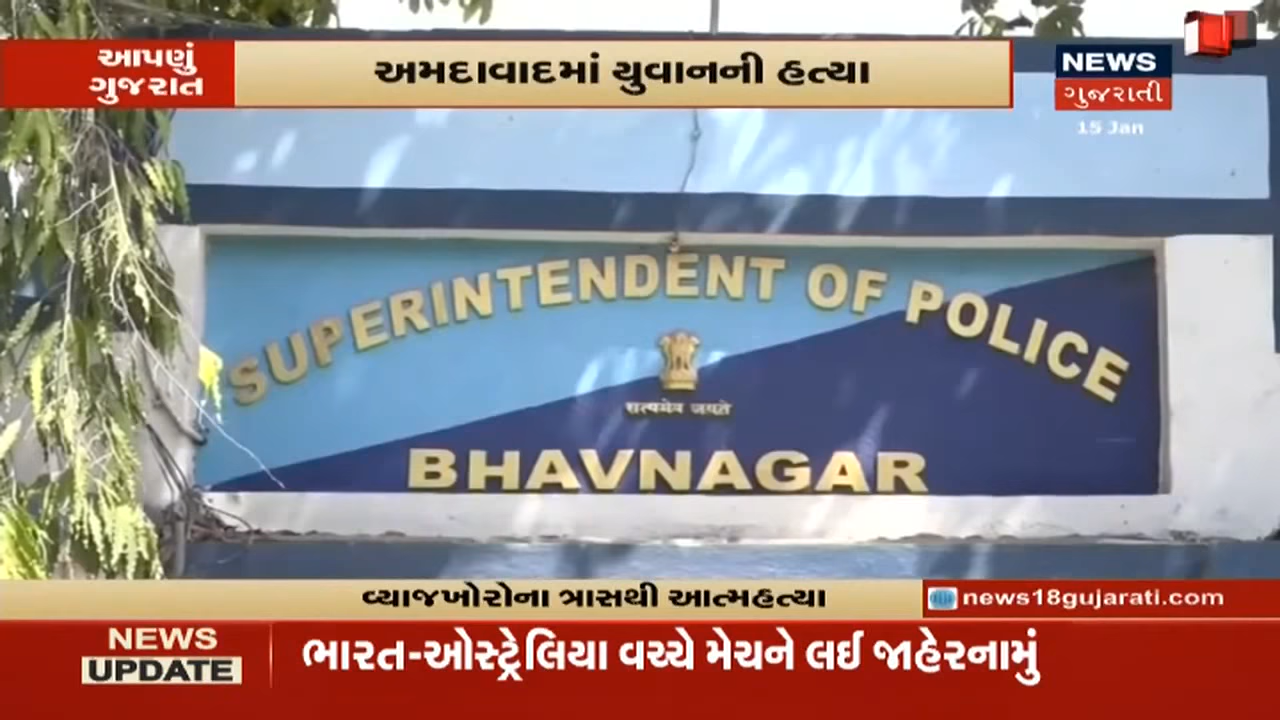 આપણું
ગુજરાત
અમદાવાદમાં યુવાનની હત્યા
NEWS
ગુજરાતી
15 Jan
SUPERINTENDENT OF POLICE
सत्यमेव जयते
BHAVNAGAR
વ્યાજખોરોના ત્રાસથી આત્મહત્યા
news18gujarati.com
NEWS
UPDATE
ભારત-ઓસ્ટ્રેલિયા વચ્ચે મેચને લઈ જાહેરનામું